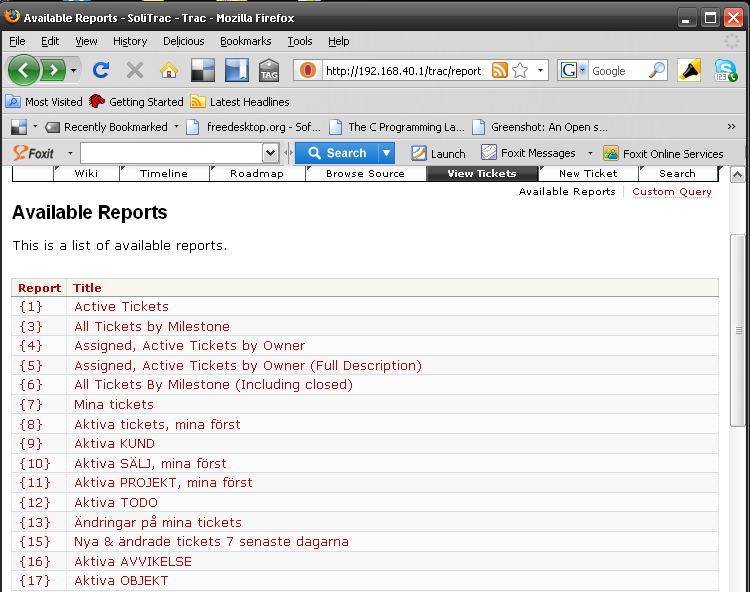 Available Reports - SoliTrac - Trac - Mozilla Firefox
File Edit View History Delicious Bookmarks Tools Help
TAG http://192.168.40.1/trac/report G Google
Most Visited Getting Started Latest Headlines
Recently Bookmarked freedesktop.org - Sof... The C Programming La... Greenshot: An Open s... »
Foxit Search Launch Foxit Messages Foxit Online Services
Wiki Timeline Roadmap Browse Source View Tickets New Ticket Search
Available Reports Custom Query
Available Reports
This is a list of available reports.
Report Title
{1} Active Tickets
{3} All Tickets by Milestone
{4} Assigned, Active Tickets by Owner
{5} Assigned, Active Tickets by Owner (Full Description)
{6} All Tickets By Milestone (Including closed)
{7} Mina tickets
{8} Aktiva tickets, mina först
{9} Aktiva KUND
{10} Aktiva SÄLJ, mina först
{11} Aktiva PROJEKT, mina först
{12} Aktiva TODO
{13} Ändringar på mina tickets
{15} Nya & ändrade tickets 7 senaste dagarna
{16} Aktiva AVVIKELSE
{17} Aktiva OBJEKT